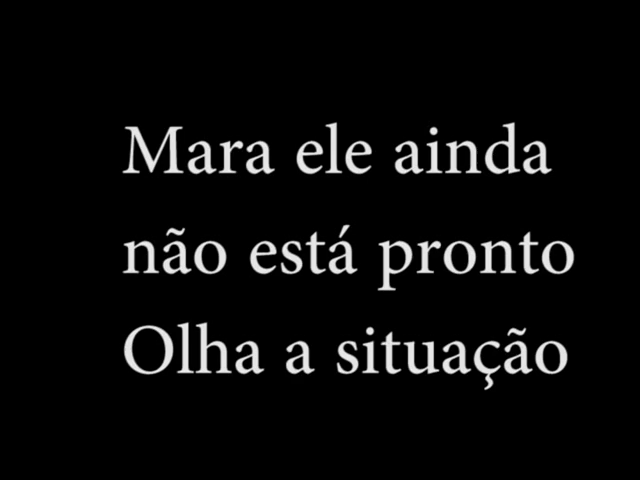 Mara ele ainda
não está pronto
Olha a situação